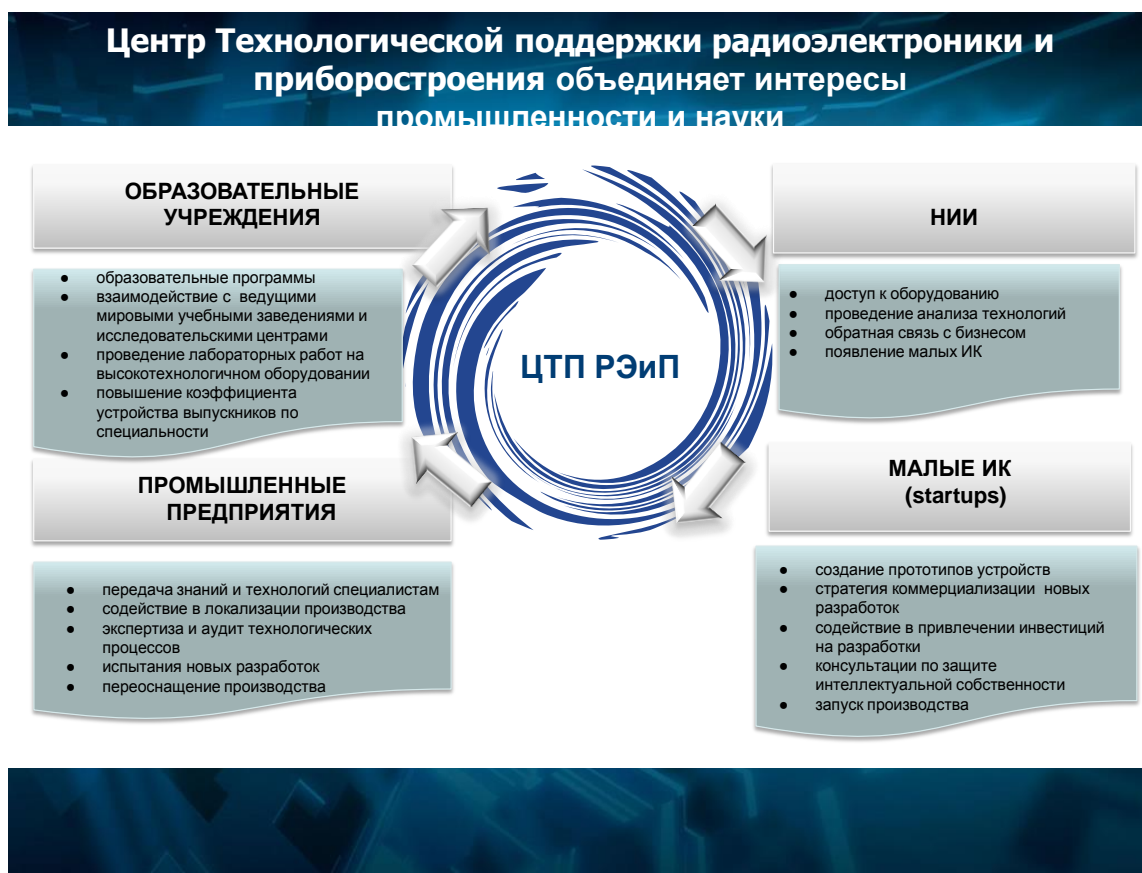 Центр Технологической поддержки радиоэлектроники и
приборостроения объединяет интересы
промышленности и науки
ОБРАЗОВАТЕЛЬНЫЕ
УЧРЕЖДЕНИЯ
● образовательные программы
● взаимодействие с ведущими
мировыми учебными заведениями и
исследовательскими центрами
● проведение лабораторных работ на
высокотехнологичном оборудовании
● повышение коэффициента
устройства выпускников по
специальности
НИИ
● доступ к оборудованию
● проведение анализа технологий
● обратная связь с бизнесом
● появление малых ИК
ЦТП РЭиП
ПРОМЫШЛЕННЫЕ
ПРЕДПРИЯТИЯ
● передача знаний и технологий специалистам
● содействие в локализации производства
● экспертиза и аудит технологических
процессов
● испытания новых разработок
● переоснащение производства
МАЛЫЕ ИК
(startups)
● создание прототипов устройств
● стратегия коммерциализации новых
разработок
● содействие в привлечении инвестиций
на разработки
● консультации по защите
интеллектуальной собственности
● запуск производства